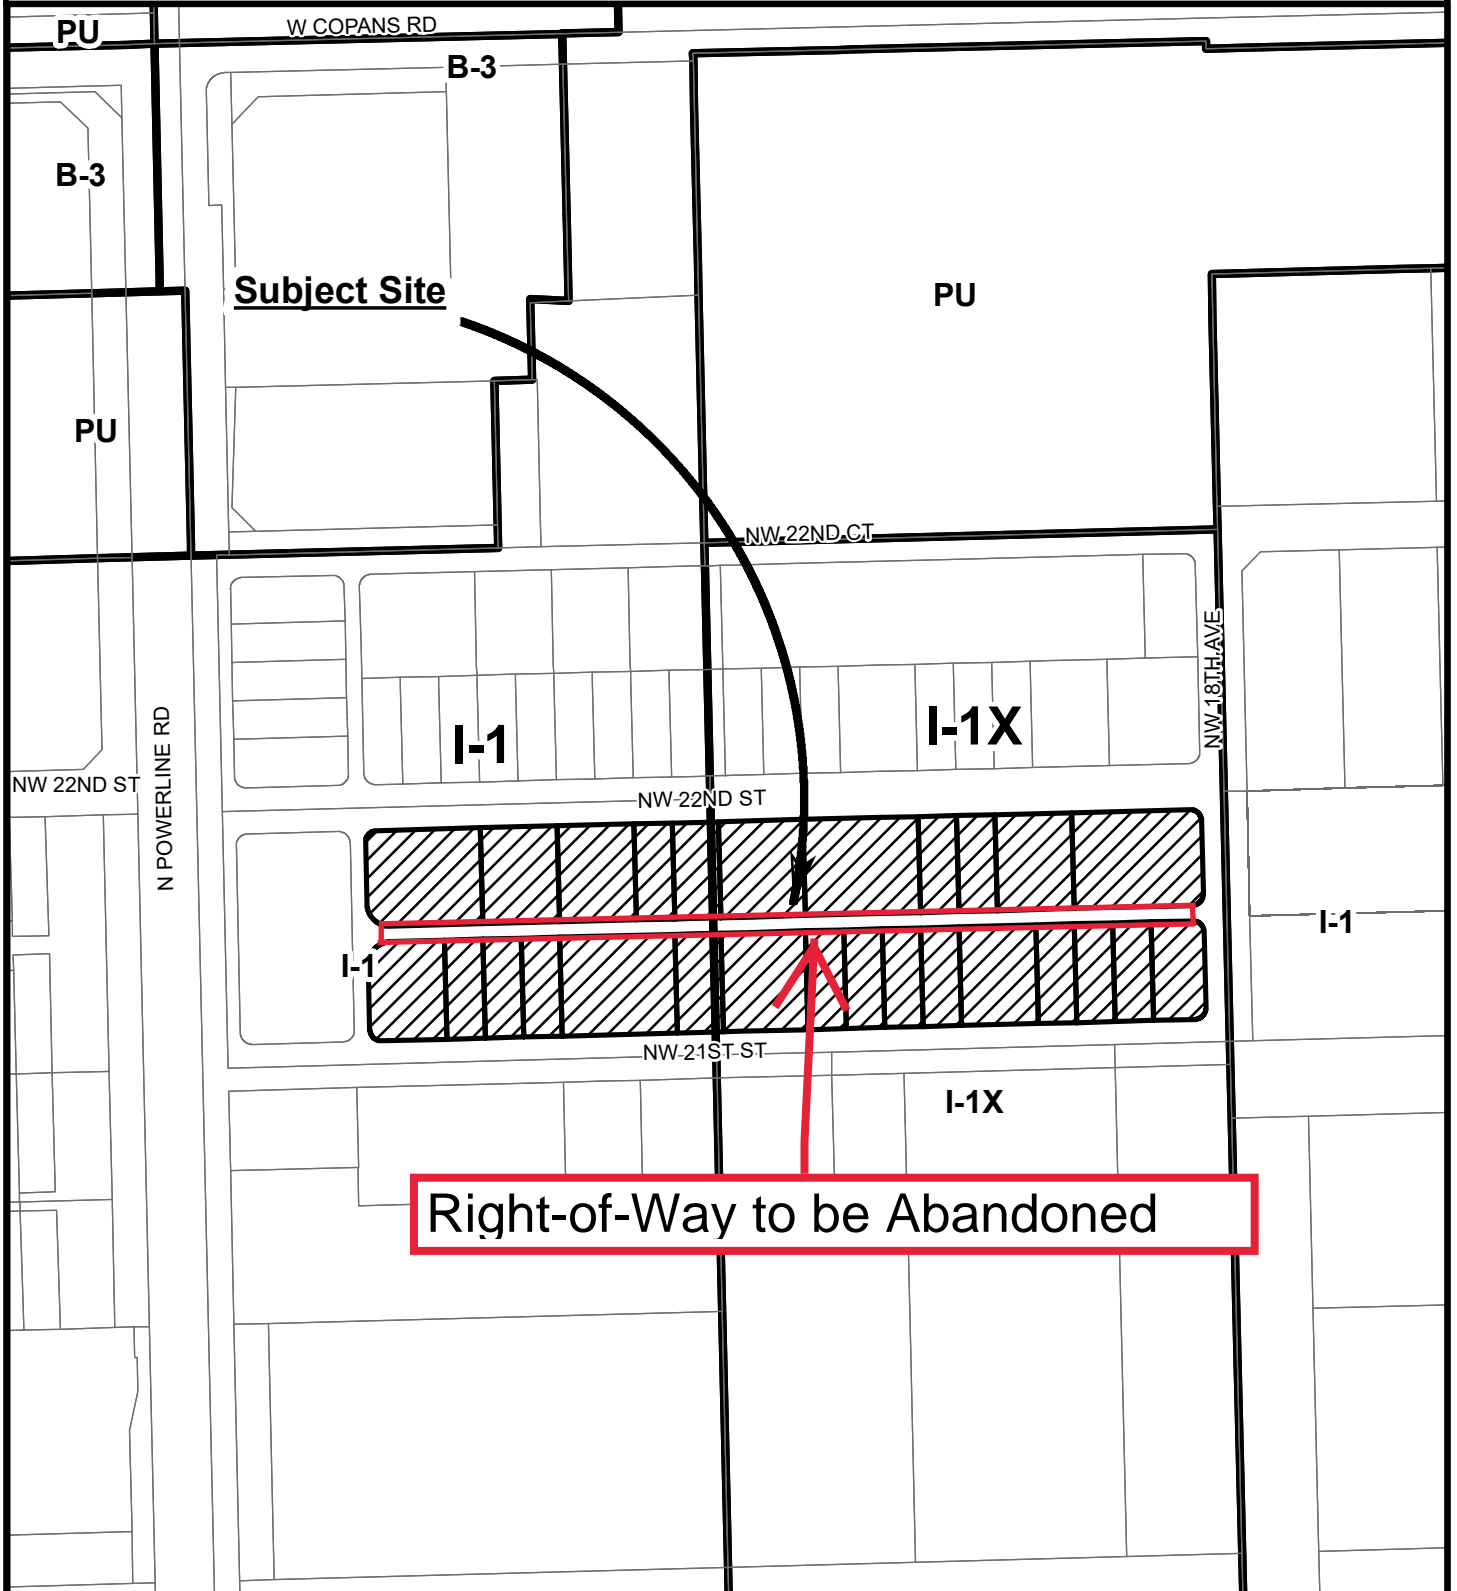 PU
W COPANS RD
B-3
B-3
Subject Site
PU
PU
NW 22ND CT
NW 18TH AVE
I-1
I-1X
N POWERLINE RD
NW 22ND ST
NW 22ND ST
I-1
I-1
NW 21ST ST
I-1X
Right-of-Way to be Abandoned